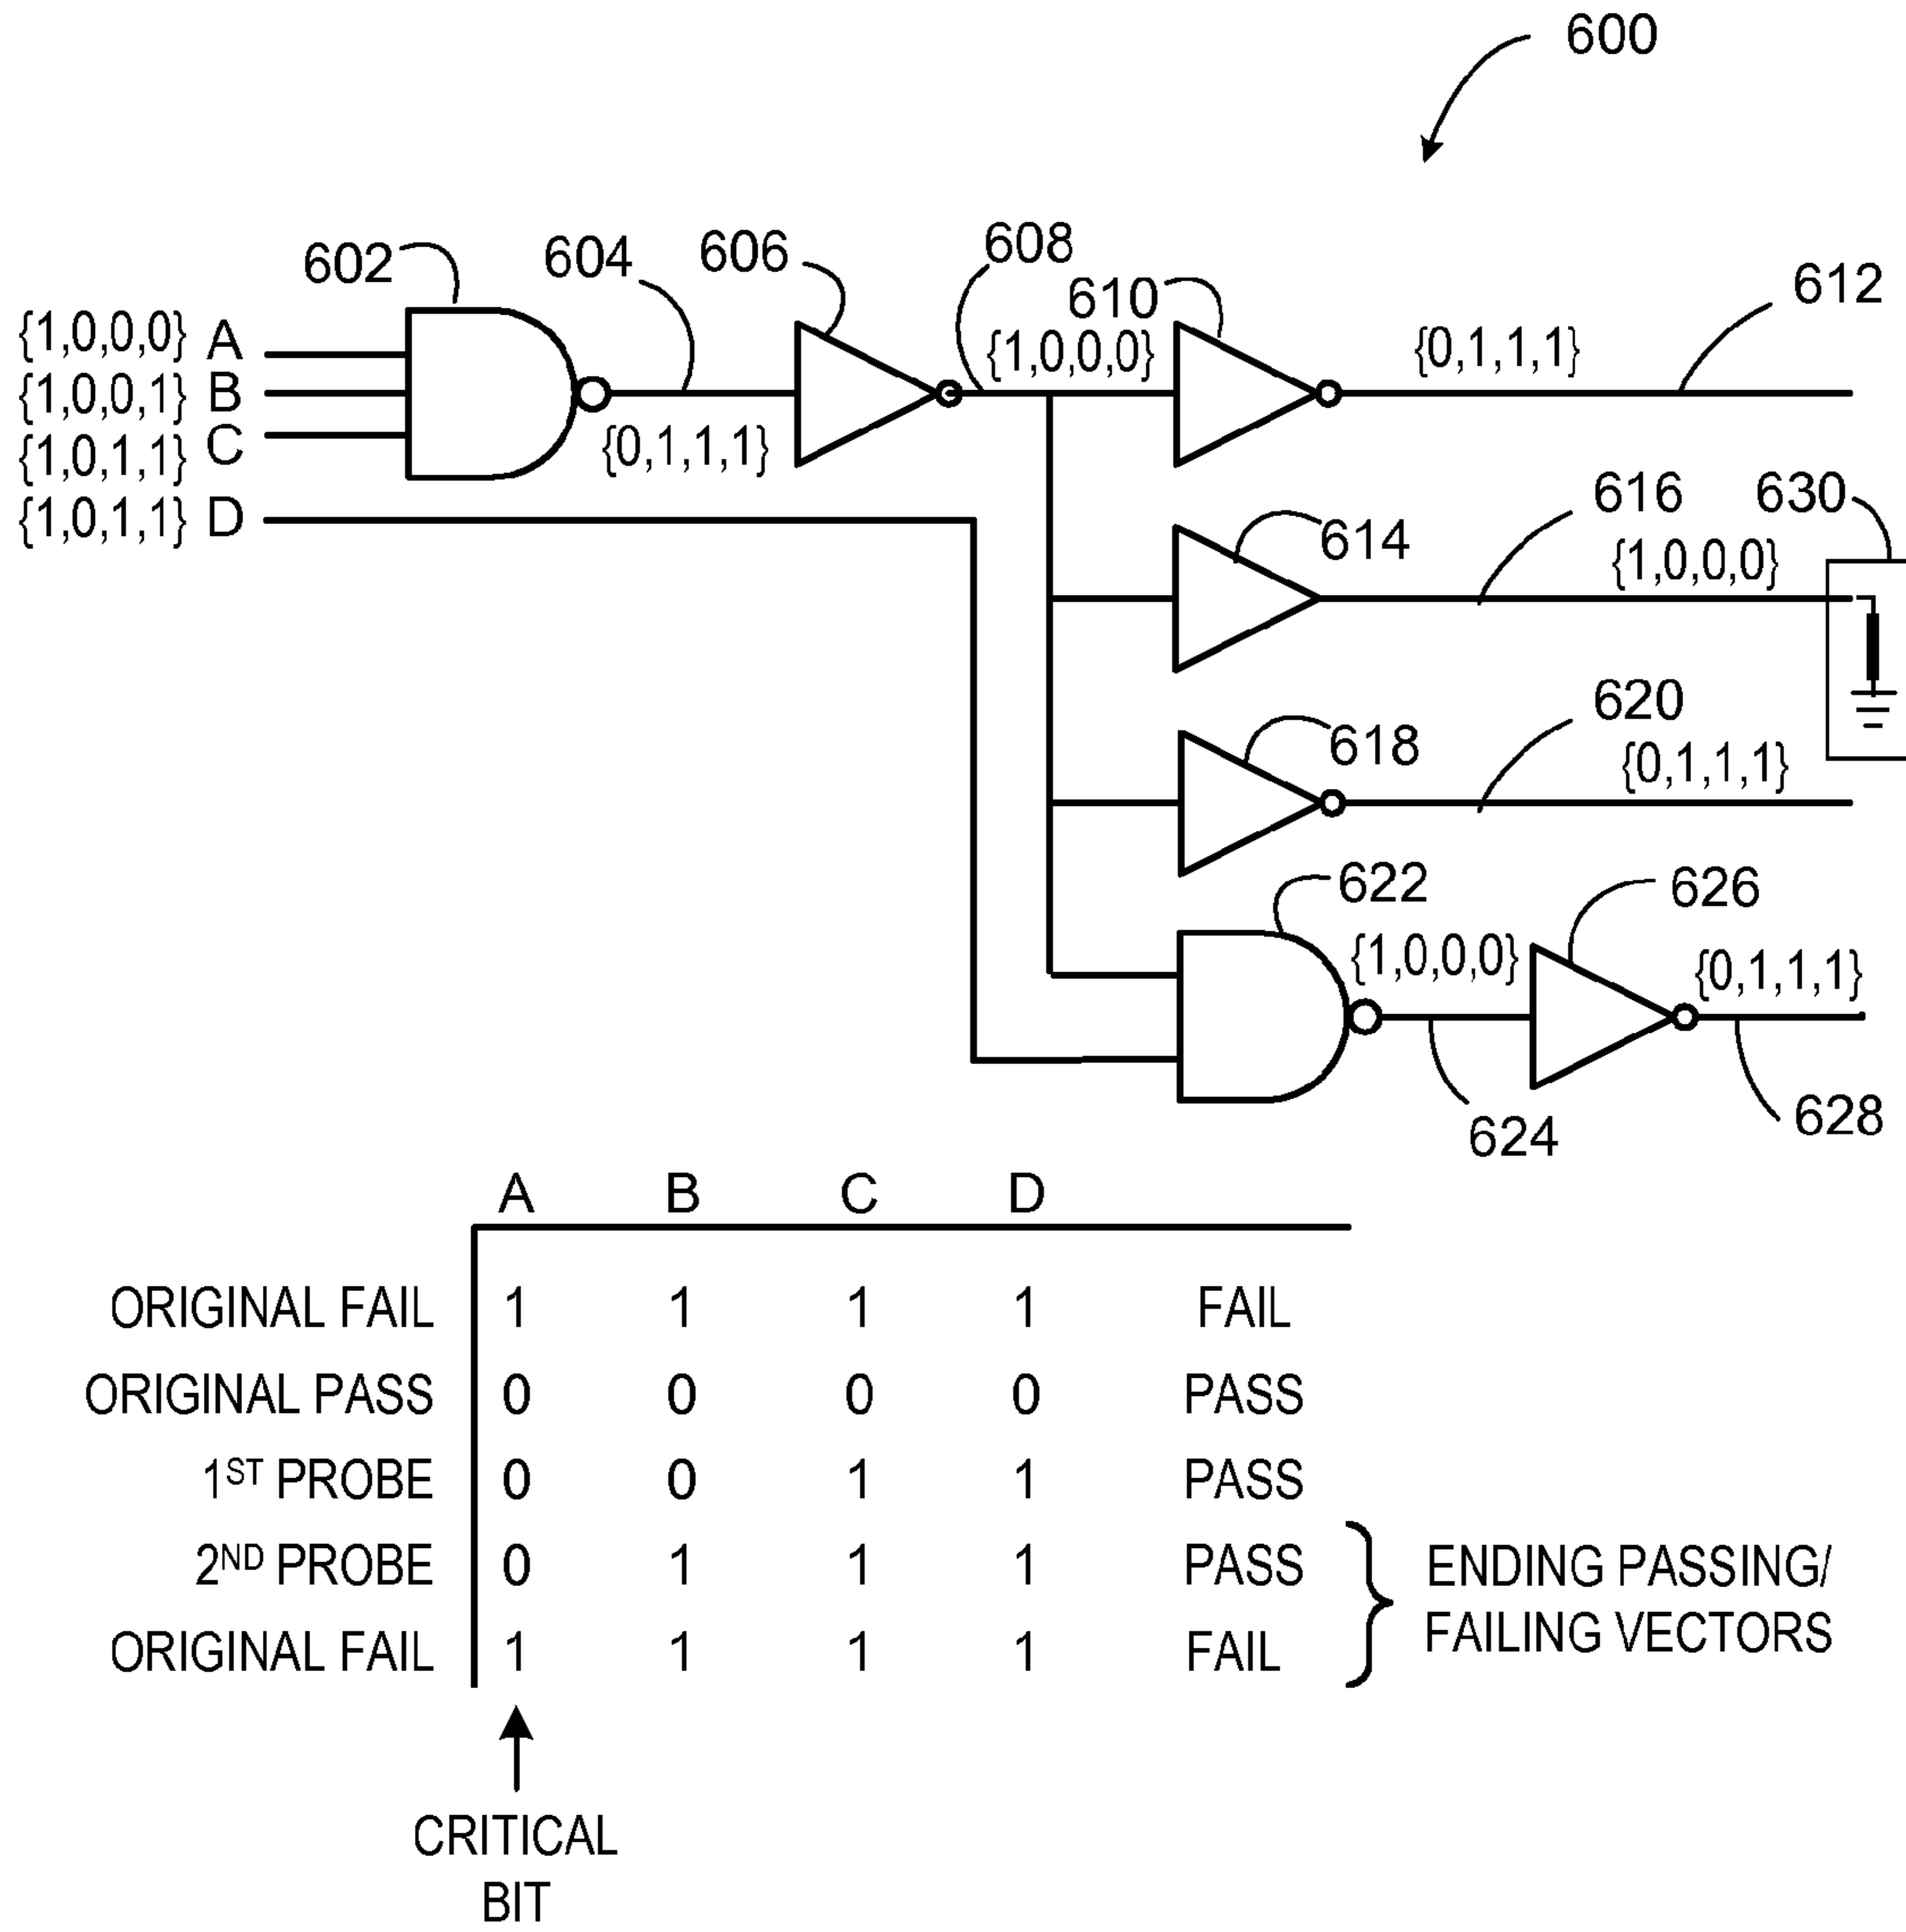 600
602
604
606
608
610
612
{1,0,0,0} A
{1,0,0,1} B
{1,0,1,1} C
{1,0,1,1} D
{0,1,1,1}
{1,0,0,0}
{0,1,1,1}
614
616
630
{1,0,0,0}
618
620
{0,1,1,1}
622
626
{1,0,0,0}
{0,1,1,1}
624
628
A B C D
ORIGINAL FAIL 1 1 1 1 FAIL
ORIGINAL PASS 0 0 0 0 PASS
1ST PROBE 0 0 1 1 PASS
2ND PROBE 0 1 1 1 PASS
ORIGINAL FAIL 1 1 1 1 FAIL
ENDING PASSING/
FAILING VECTORS
CRITICAL
BIT